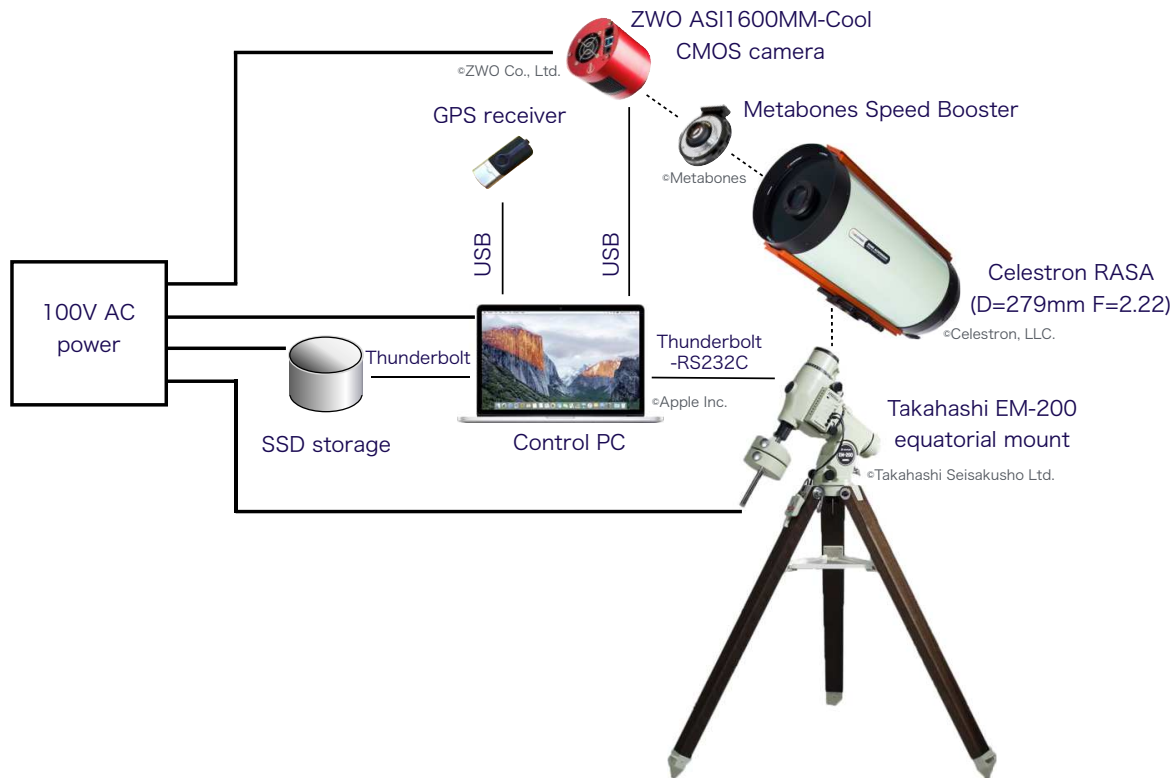 ZWO ASI1600MM-Cool
CMOS camera
©ZWO Co., Ltd.
GPS receiver
Metabones Speed Booster
©Metabones
USB
USB
Celestron RASA
(D=279mm F=2.22)
©Celestron, LLC.
100V AC
power
Thunderbolt
Thunderbolt
-RS232C
©Apple Inc.
SSD storage
Control PC
Takahashi EM-200
equatorial mount
EM-200
©Takahashi Seisakusho Ltd.